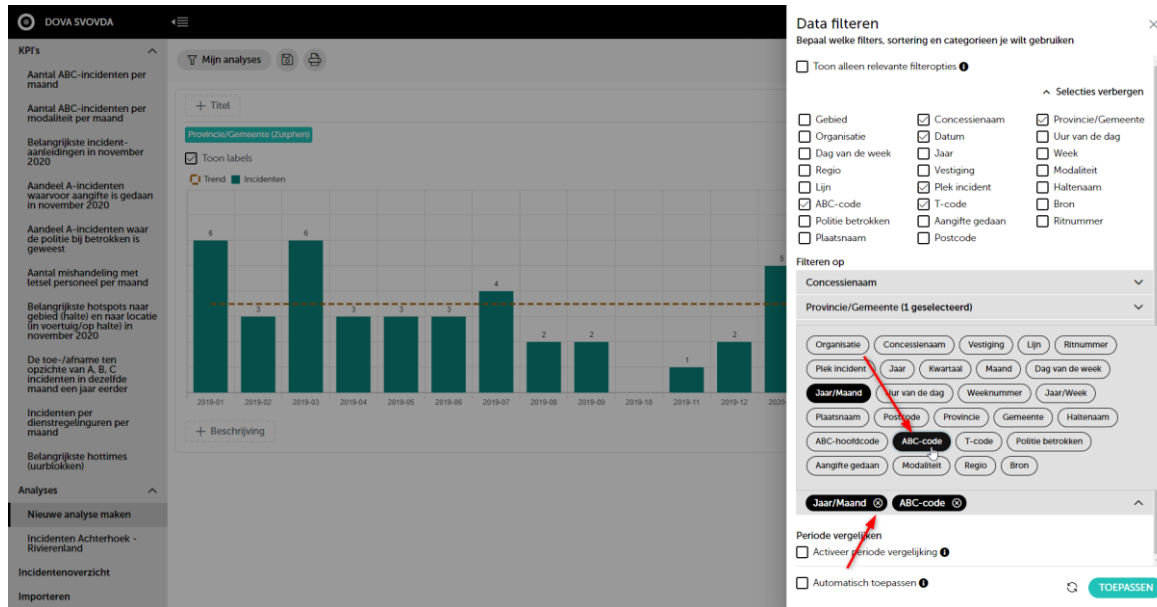 DOVA SVOVDA
KPI's
Aantal ABC-incidenten per
maand
Aantal ABC-incidenten per
modaliteit per maand
Belangrijkste incident-
aanleidingen in november
2020
Aandeel A-incidenten
waarvoor aangifte is gedaan
in november 2020
Aandeel A-incidenten waar
de politie bij betrokken is
geweest
Aantal mishandeling met
letsel personeel per maand
Belangrijkste hotspots naar
gebied (halte) en naar locatie
(in voertuig/op halte) in
november 2020
De toe-/afname ten
opzichte van A, B, C
incidenten in dezelfde
maand een jaar eerder
Incidenten per
dienstregelinguren per
maand
Belangrijkste hottimes
(uurblokken)
Analyses
Nieuwe analyse maken
Incidenten Achterhoek -
Rivierenland
Incidentenoverzicht
Importeren
Mijn analyses
+ Titel
Provincie/Gemeente (Zutphen)
Toon labels
Trend Incidenten
6 3 6 3 3 3 4 2 2 1 2 5
2019-01 2019-02 2019-03 2019-04 2019-05 2019-06 2019-07 2019-08 2019-09 2019-10 2019-11 2019-12 2020-
+ Beschrijving
Data filteren
Bepaal welke filters, sortering en categorieen je wilt gebruiken
Toon alleen relevante filteropties
Selecties verbergen
Gebied Concessienaam Provincie/Gemeente
Organisatie Datum Uur van de dag
Dag van de week Jaar Week
Regio Vestiging Modaliteit
Lijn Plek incident Haltenaam
ABC-code T-code Bron
Politie betrokken Aangifte gedaan Ritnummer
Plaatsnaam Postcode
Filteren op
Concessienaam
Provincie/Gemeente (1 geselecteerd)
Organisatie Concessienaam Vestiging Lijn Ritnummer
Plek incident Jaar Kwartaal Maand Dag van de week
Jaar/Maand Uur van de dag Weeknummer Jaar/Week
Plaatsnaam Postcode Provincie Gemeente Haltenaam
ABC-hoofdcode ABC-code T-code Politie betrokken
Aangifte gedaan Modaliteit Regio Bron
Jaar/Maand ABC-code
Periode vergelijken
Activeer periode vergelijking
Automatisch toepassen
TOEPASSEN